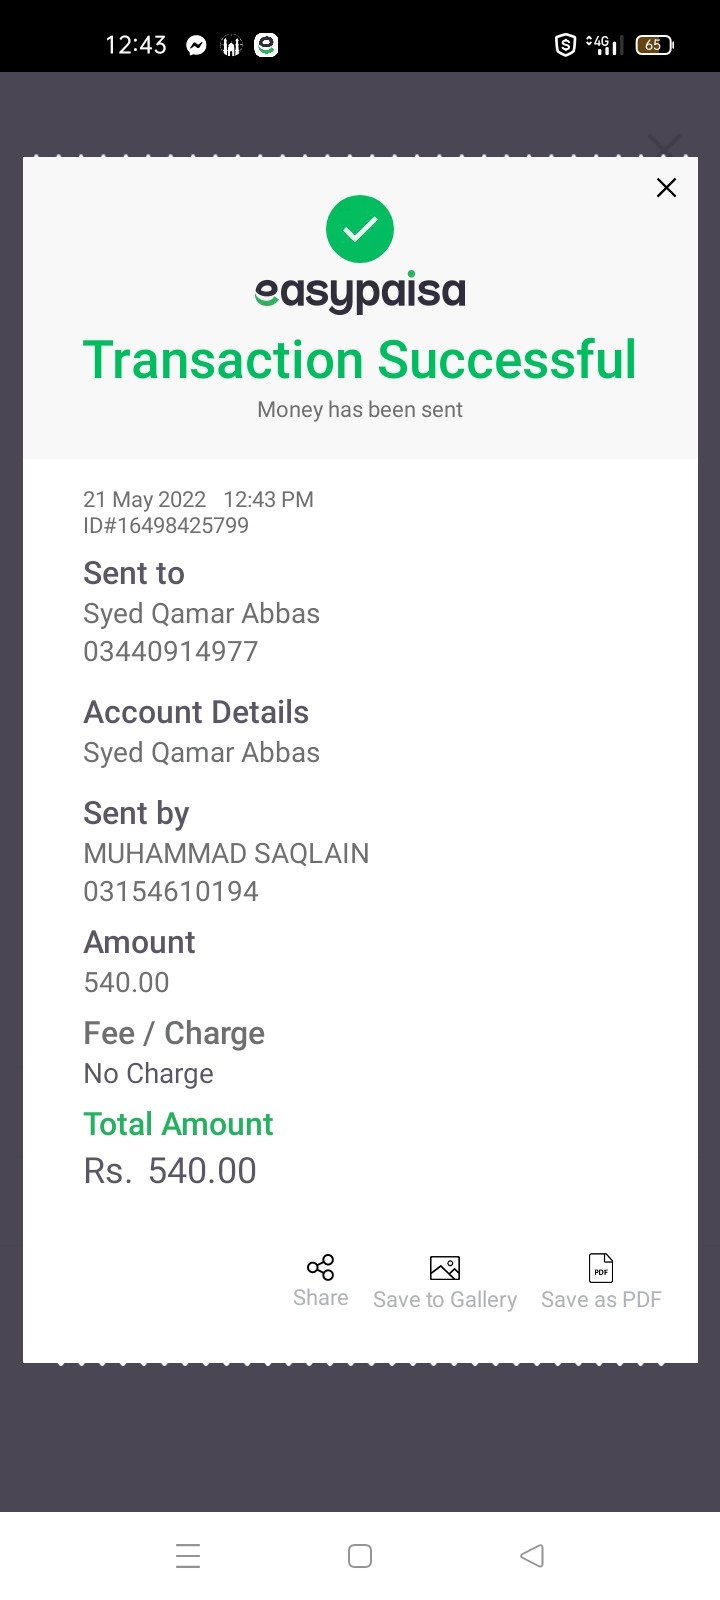 12:43
4G
65
easypaisa
Transaction Successful
Money has been sent
21 May 2022 12:43 PM
ID#16498425799
Sent to
Syed Qamar Abbas
03440914977
Account Details
Syed Qamar Abbas
Sent by
MUHAMMAD SAQLAIN
03154610194
Amount
540.00
Fee / Charge
No Charge
Total Amount
Rs. 540.00
PDF
Share Save to Gallery Save as PDF